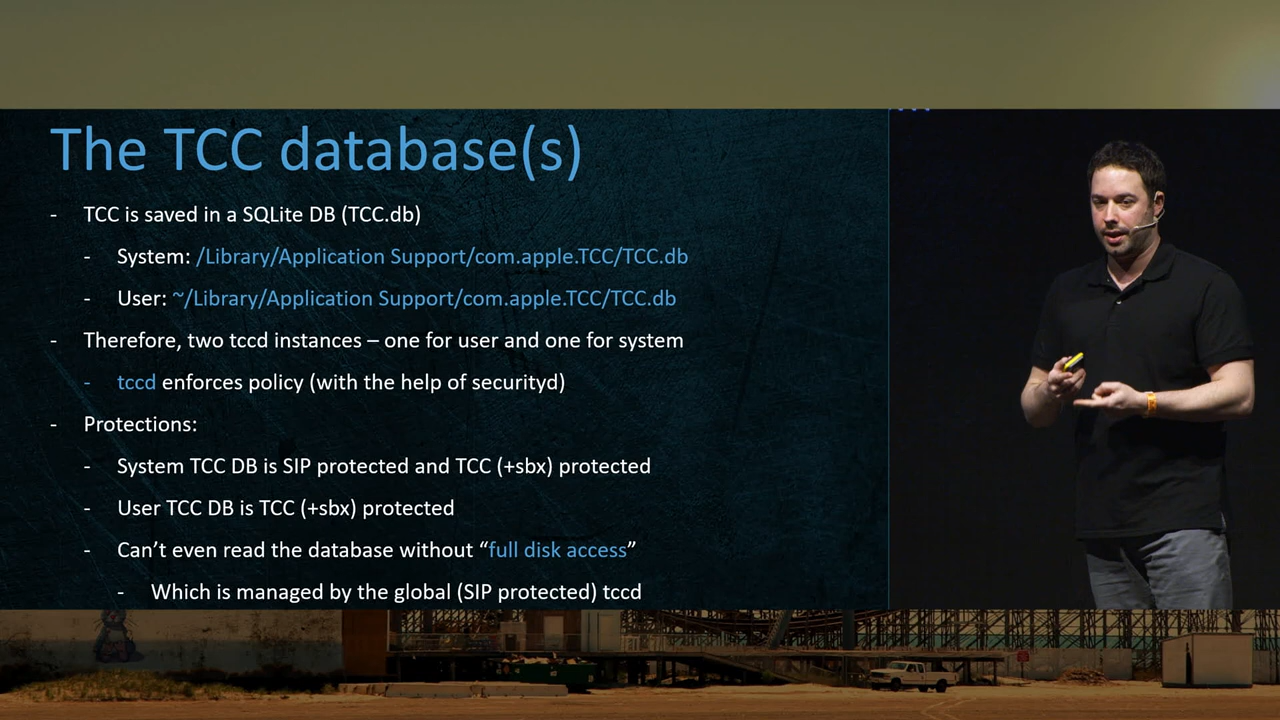 The TCC database(s)
- TCC is saved in a SQLite DB (TCC.db)
- System: /Library/Application Support/com.apple.TCC/TCC.db
- User: ~/Library/Application Support/com.apple.TCC/TCC.db
- Therefore, two tccd instances – one for user and one for system
- tccd enforces policy (with the help of securityd)
- Protections:
- System TCC DB is SIP protected and TCC (+sbx) protected
- User TCC DB is TCC (+sbx) protected
- Can’t even read the database without “full disk access”
- Which is managed by the global (SIP protected) tccd